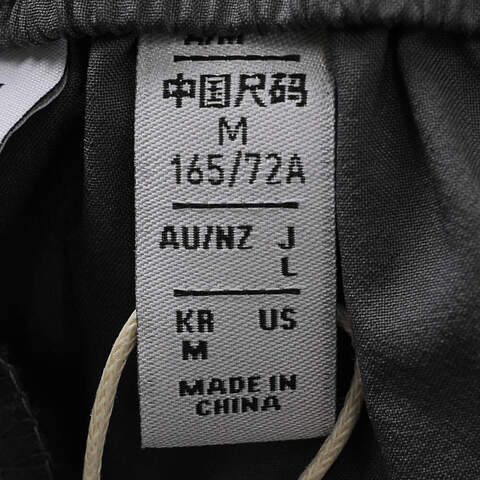 A/M
中国尺码
M
165/72A
AU/NZ J
L
KR US
M
MADE IN
CHINA